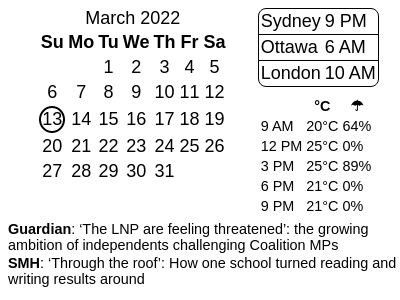 March 2022
Su Mo Tu We Th Fr Sa
1 2 3 4 5
6 7 8 9 10 11 12
13 14 15 16 17 18 19
20 21 22 23 24 25 26
27 28 29 30 31
Sydney 9 PM
Ottawa 6 AM
London 10 AM
°C ☂
9 AM 20°C 64%
12 PM 25°C 0%
3 PM 25°C 89%
6 PM 21°C 0%
9 PM 21°C 0%
Guardian: ‘The LNP are feeling threatened’: the growing
ambition of independents challenging Coalition MPs
SMH: ‘Through the roof’: How one school turned reading and
writing results around